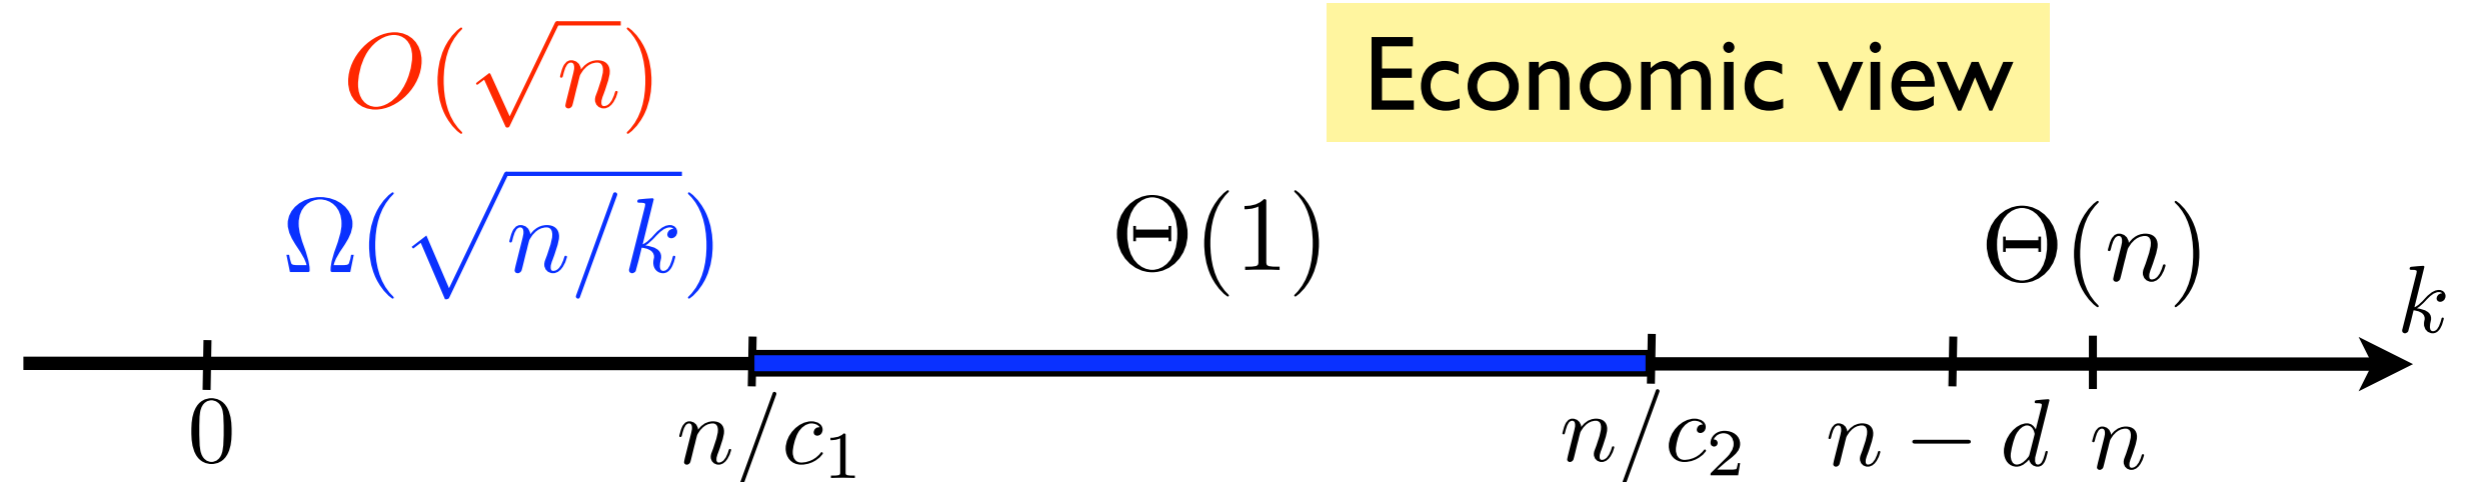 O(√n)
Economic view
Ω(√n/k)
Θ(1)
Θ(n)
k
0
n/c₁
n/c₂
n − d
n